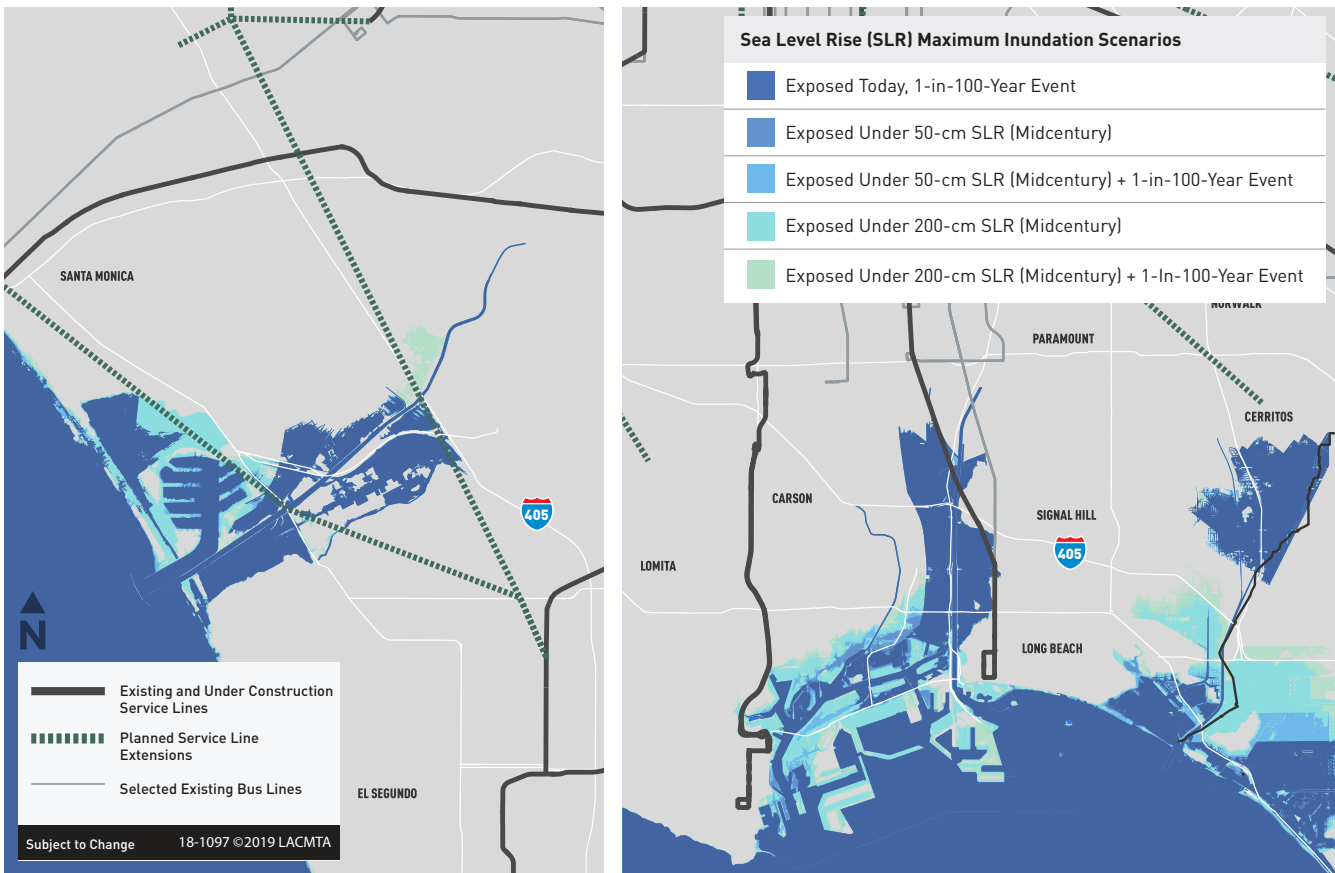 SANTA MONICA
405
N
Existing and Under Construction
Service Lines
Planned Service Line
Extensions
Selected Existing Bus Lines
EL SEGUNDO
Subject to Change
18-1097 ©2019 LACMTA
Sea Level Rise (SLR) Maximum Inundation Scenarios
Exposed Today, 1-in-100-Year Event
Exposed Under 50-cm SLR (Midcentury)
Exposed Under 50-cm SLR (Midcentury) + 1-in-100-Year Event
Exposed Under 200-cm SLR (Midcentury)
Exposed Under 200-cm SLR (Midcentury) + 1-In-100-Year Event
NORWALK
PARAMOUNT
CERRITOS
CARSON
SIGNAL HILL
405
LOMITA
LONG BEACH